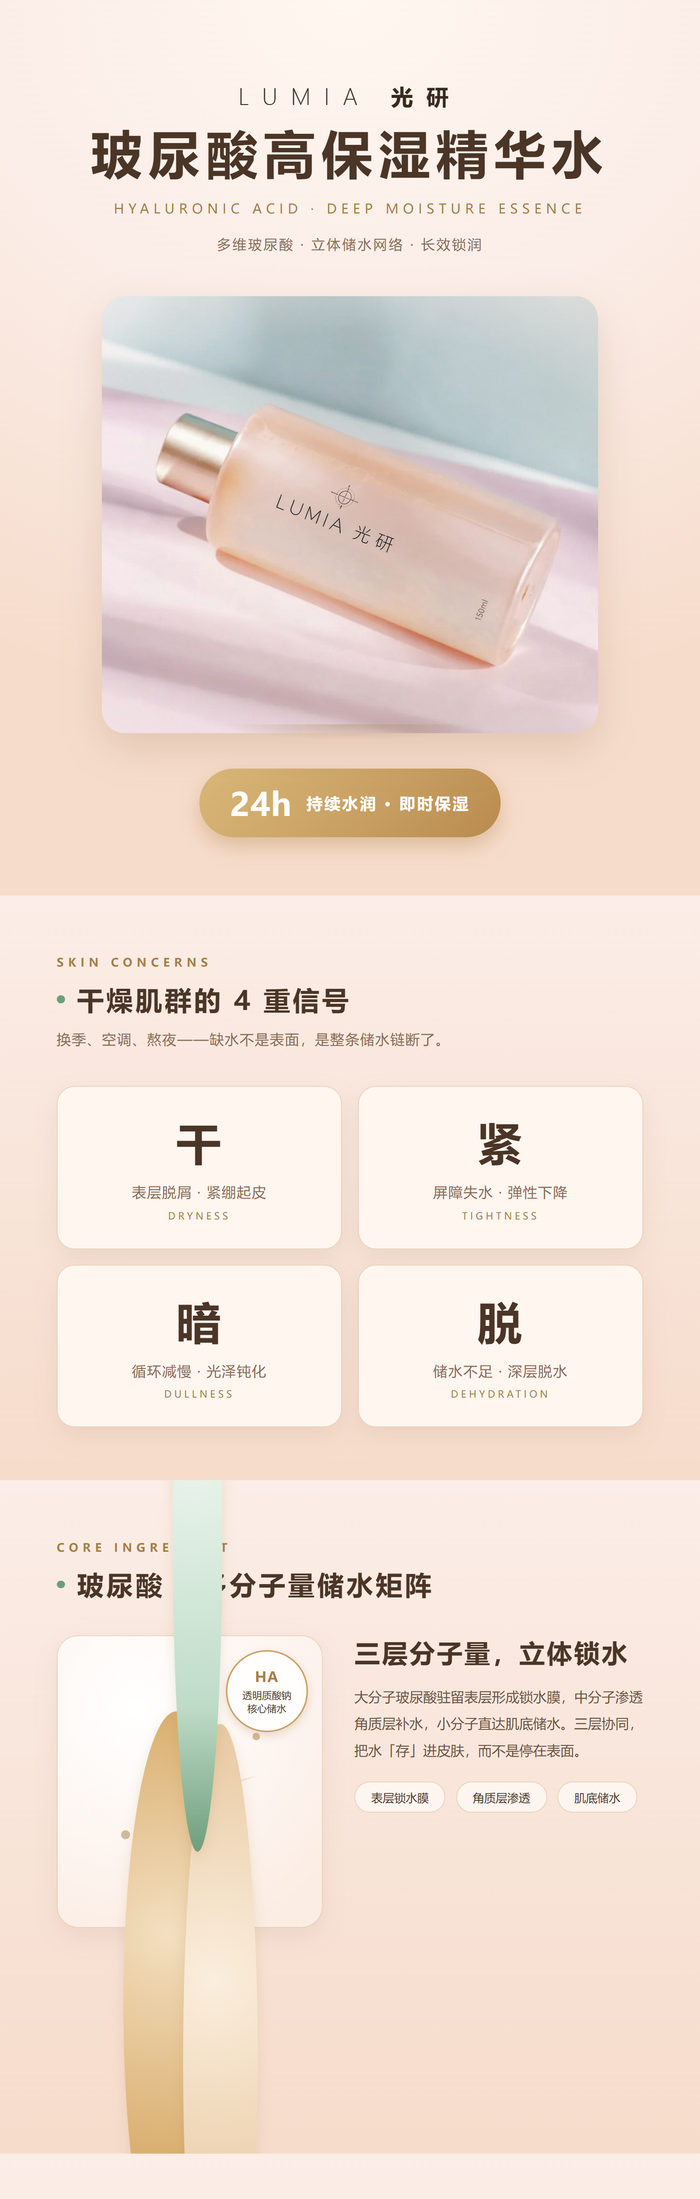 LUMIA 光研
玻尿酸高保湿精华水
HYALURONIC ACID · DEEP MOISTURE ESSENCE
多维玻尿酸 · 立体储水网络 · 长效锁润
LUMIA 光研
150ml
24h 持续水润 • 即时保湿
SKIN CONCERNS
干燥肌群的 4 重信号
换季、空调、熬夜——缺水不是表面，是整条储水链断了。
干
表层脱屑 · 紧绷起皮
DRYNESS
紧
屏障失水 · 弹性下降
TIGHTNESS
暗
循环减慢 · 光泽钝化
DULLNESS
脱
储水不足 · 深层脱水
DEHYDRATION
CORE INGRE T
玻尿酸 多分子量储水矩阵
HA
透明质酸钠
核心储水
三层分子量，立体锁水
大分子玻尿酸驻留表层形成锁水膜，中分子渗透
角质层补水，小分子直达肌底储水。三层协同，
把水「存」进皮肤，而不是停在表面。
表层锁水膜
角质层渗透
肌底储水